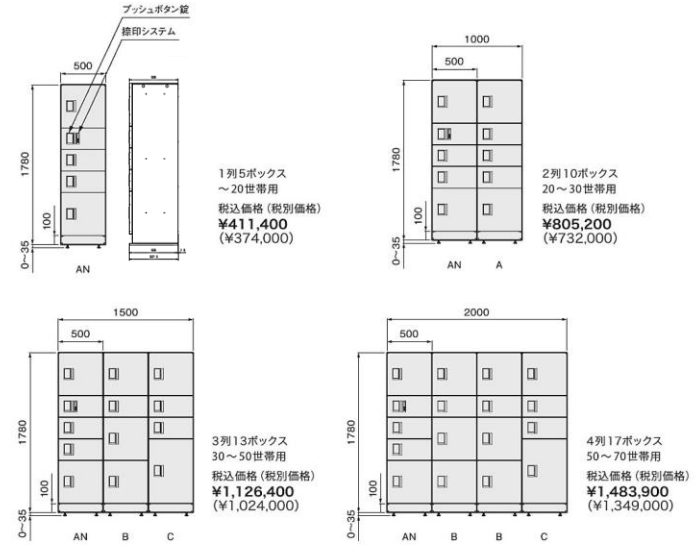 プッシュボタン錠
捺印システム
500
1780
100
0〜35
AN
1列5ボックス
〜20世帯用
税込価格（税別価格）
¥411,400
（¥374,000）
1000
500
1780
100
0〜35
AN A
2列10ボックス
20〜30世帯用
税込価格（税別価格）
¥805,200
（¥732,000）
1500
500
1780
100
0〜35
AN B C
3列13ボックス
30〜50世帯用
税込価格（税別価格）
¥1,126,400
（¥1,024,000）
2000
500
1780
100
0〜35
AN B B C
4列17ボックス
50〜70世帯用
税込価格（税別価格）
¥1,483,900
（¥1,349,000）